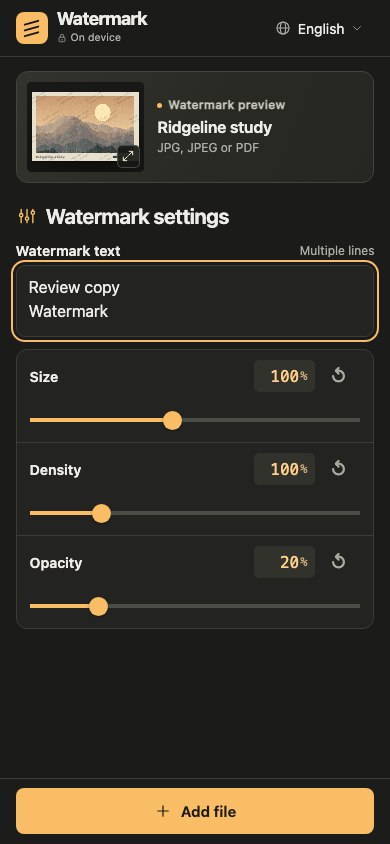 Watermark
On device
English
Watermark preview
Ridgeline study
JPG, JPEG or PDF
Watermark settings
Watermark text
Multiple lines
Review copy
Watermark
Size
100%
Density
100%
Opacity
20%
Add file